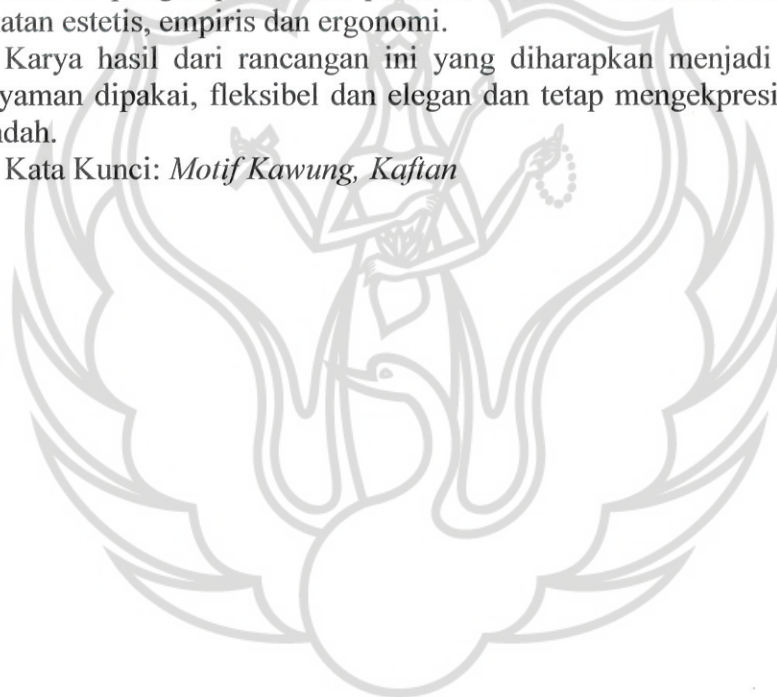 atan estetis, empiris dan ergonomi.
Karya hasil dari rancangan ini yang diharapkan menjadi
yaman dipakai, fleksibel dan elegan dan tetap mengekpresi
dah.
Kata Kunci: Motif Kawung, Kaftan